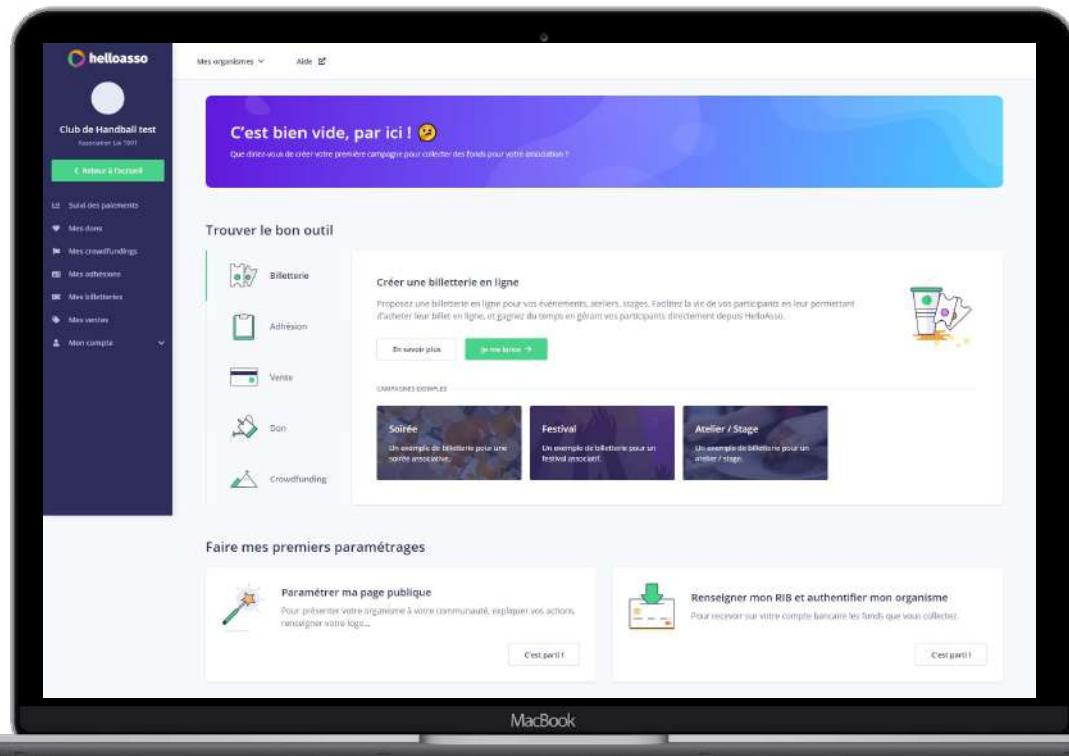 helloasso
Mes organismes
Aide
Club de Handball test
Association Loi 1901
Retour à l'accueil
Suivi des paiements
Mes dons
Mes crowdfundings
Mes adhésions
Mes billetteries
Mes ventes
Mon compte
C'est bien vide, par ici !
Que diriez-vous de créer votre première campagne pour collecter des fonds pour votre association ?
Trouver le bon outil
Billetterie
Adhésion
Vente
Don
Crowdfunding
Créer une billetterie en ligne
Proposez une billetterie en ligne pour vos événements, ateliers, stages. Facilitez la vie de vos participants en leur permettant
d'acheter leur billet en ligne, et gagnez du temps en gérant vos participants directement depuis HelloAsso.
En savoir plus
Je me lance
CAMPAGNES EXEMPLES
Soirée
Un exemple de billetterie pour une
soirée associative.
Festival
Un exemple de billetterie pour un
festival associatif.
Atelier / Stage
Un exemple de billetterie pour un
atelier / stage.
Faire mes premiers paramétrages
Paramétrer ma page publique
Pour présenter votre organisme à votre communauté, expliquer vos actions,
renseigner votre logo...
C'est parti !
Renseigner mon RIB et authentifier mon organisme
Pour recevoir sur votre compte bancaire les fonds que vous collectez.
C'est parti !
MacBook